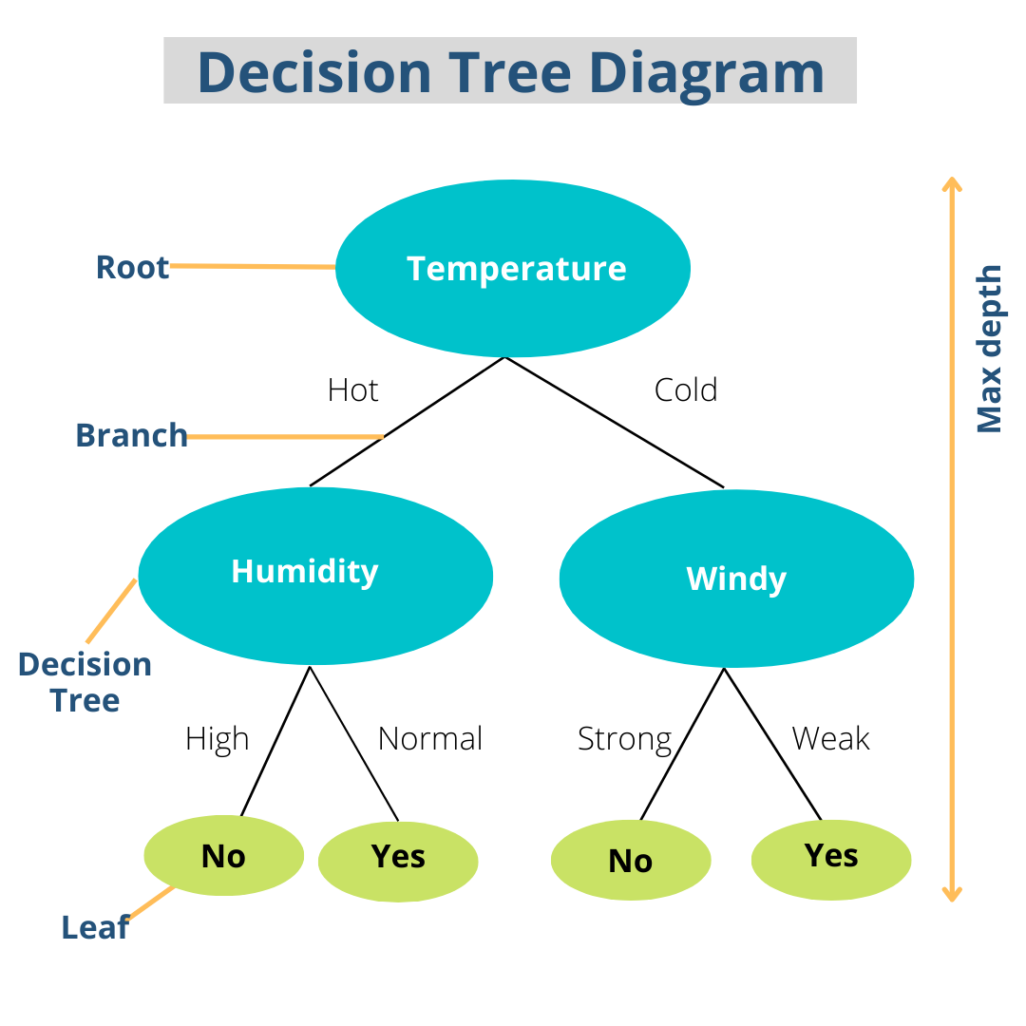 Decision Tree Diagram
Root
Temperature
Max depth
Hot
Cold
Branch
Humidity
Windy
Decision
Tree
High
Normal
Strong
Weak
No
Yes
No
Yes
Leaf